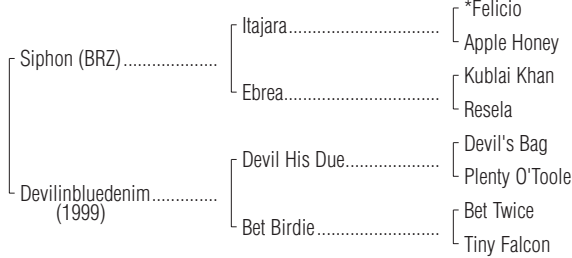 *Felicio
Itajara
Apple Honey
Siphon (BRZ)
Kublai Khan
Ebrea
Resela
Devil's Bag
Devil His Due
Plenty O'Toole
Devilinbluedenim
(1999)
Bet Twice
Bet Birdie
Tiny Falcon